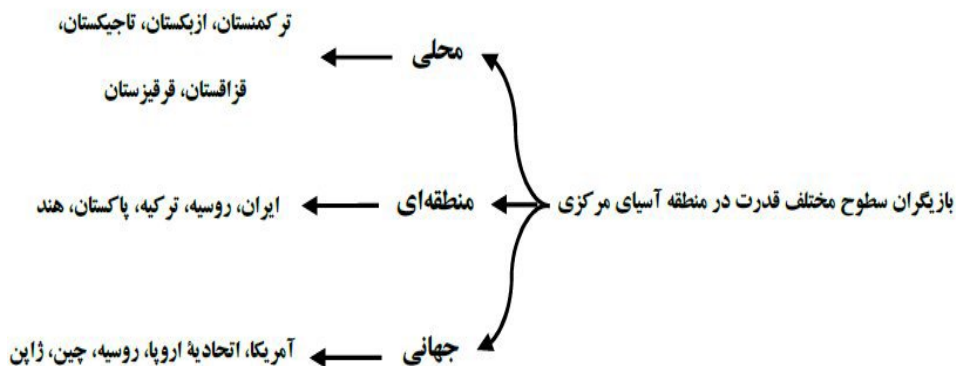 بازیگران سطوح مختلف قدرت در منطقه آسیای مرکزی
محلی
ترکمنستان، ازبکستان، تاجیکستان،
قزاقستان، قرقیزستان
منطقه‌ای
ایران، روسیه، ترکیه، پاکستان، هند
جهانی
آمریکا، اتحادیۀ اروپا، روسیه، چین، ژاپن